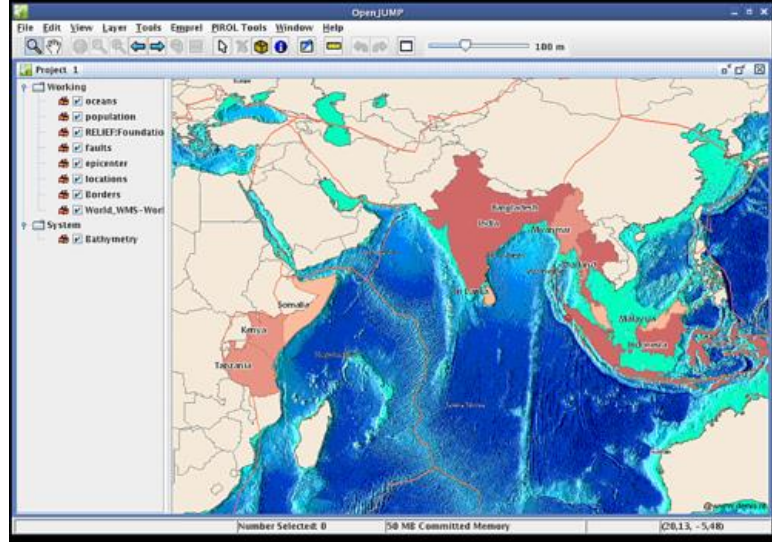 OpenJUMP
File Edit View Layer Tools Emprel PIROL Tools Window Help
100 m
Project 1
Working
oceans
population
RELIEF:Foundatio
faults
epicenter
locations
Borders
World_WMS-Worl
System
Bathymetry
Bangladesh
India
Myanmar
Thailand
Sri Lanka
Somalia
Malaysia
Kenya
Indonesia
Tanzania
Number Selected: 0
50 MB Committed Memory
(20,13, -5,48)